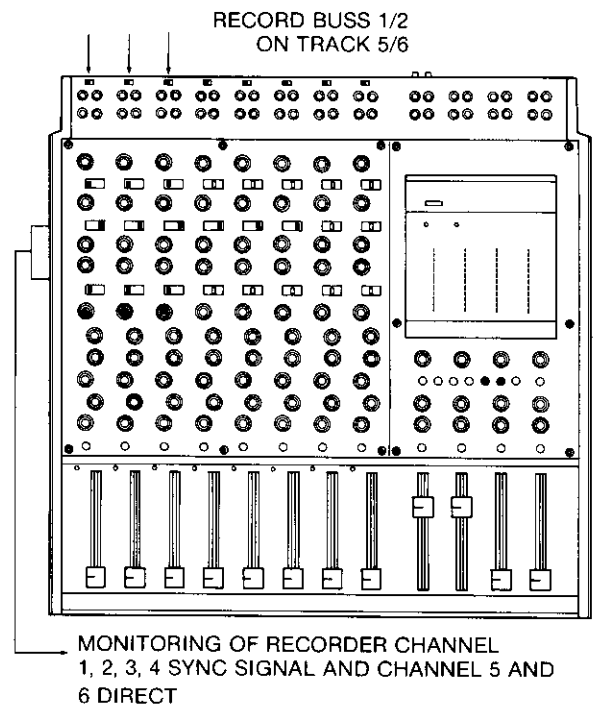 RECORD BUSS 1/2
ON TRACK 5/6
MONITORING OF RECORDER CHANNEL
1, 2, 3, 4 SYNC SIGNAL AND CHANNEL 5 AND
6 DIRECT